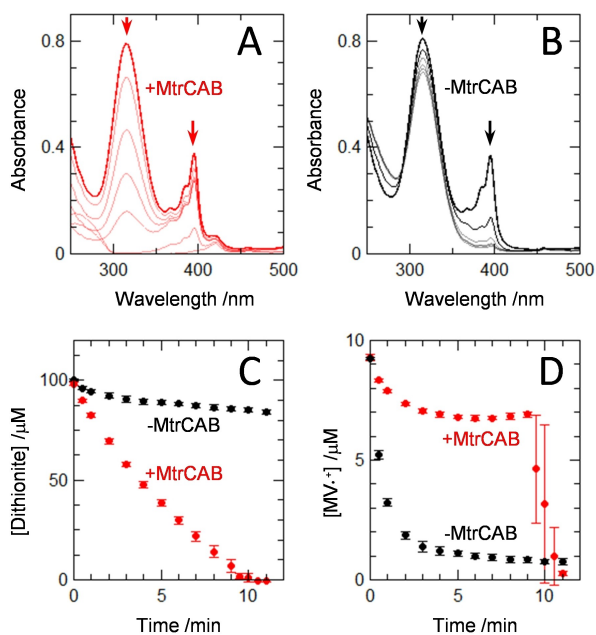 A
B
+MtrCAB
-MtrCAB
0.8
0.4
0
Absorbance
300
400
500
Wavelength /nm
0.8
0.4
0
Absorbance
300
400
500
Wavelength /nm
C
D
100
50
0
[Dithionite] /μM
-MtrCAB
+MtrCAB
0
5
10
Time /min
10
5
0
[MV·⁺] /μM
+MtrCAB
-MtrCAB
0
5
10
Time /min